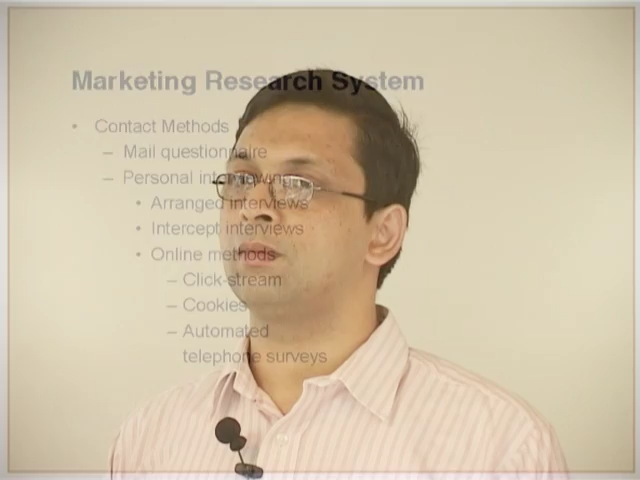 Marketing Research System
• Contact Methods
– Mail questionnaire
– Personal interviewing
• Arranged interviews
• Intercept interviews
• Online methods
– Click-stream
– Cookies
– Automated
telephone surveys